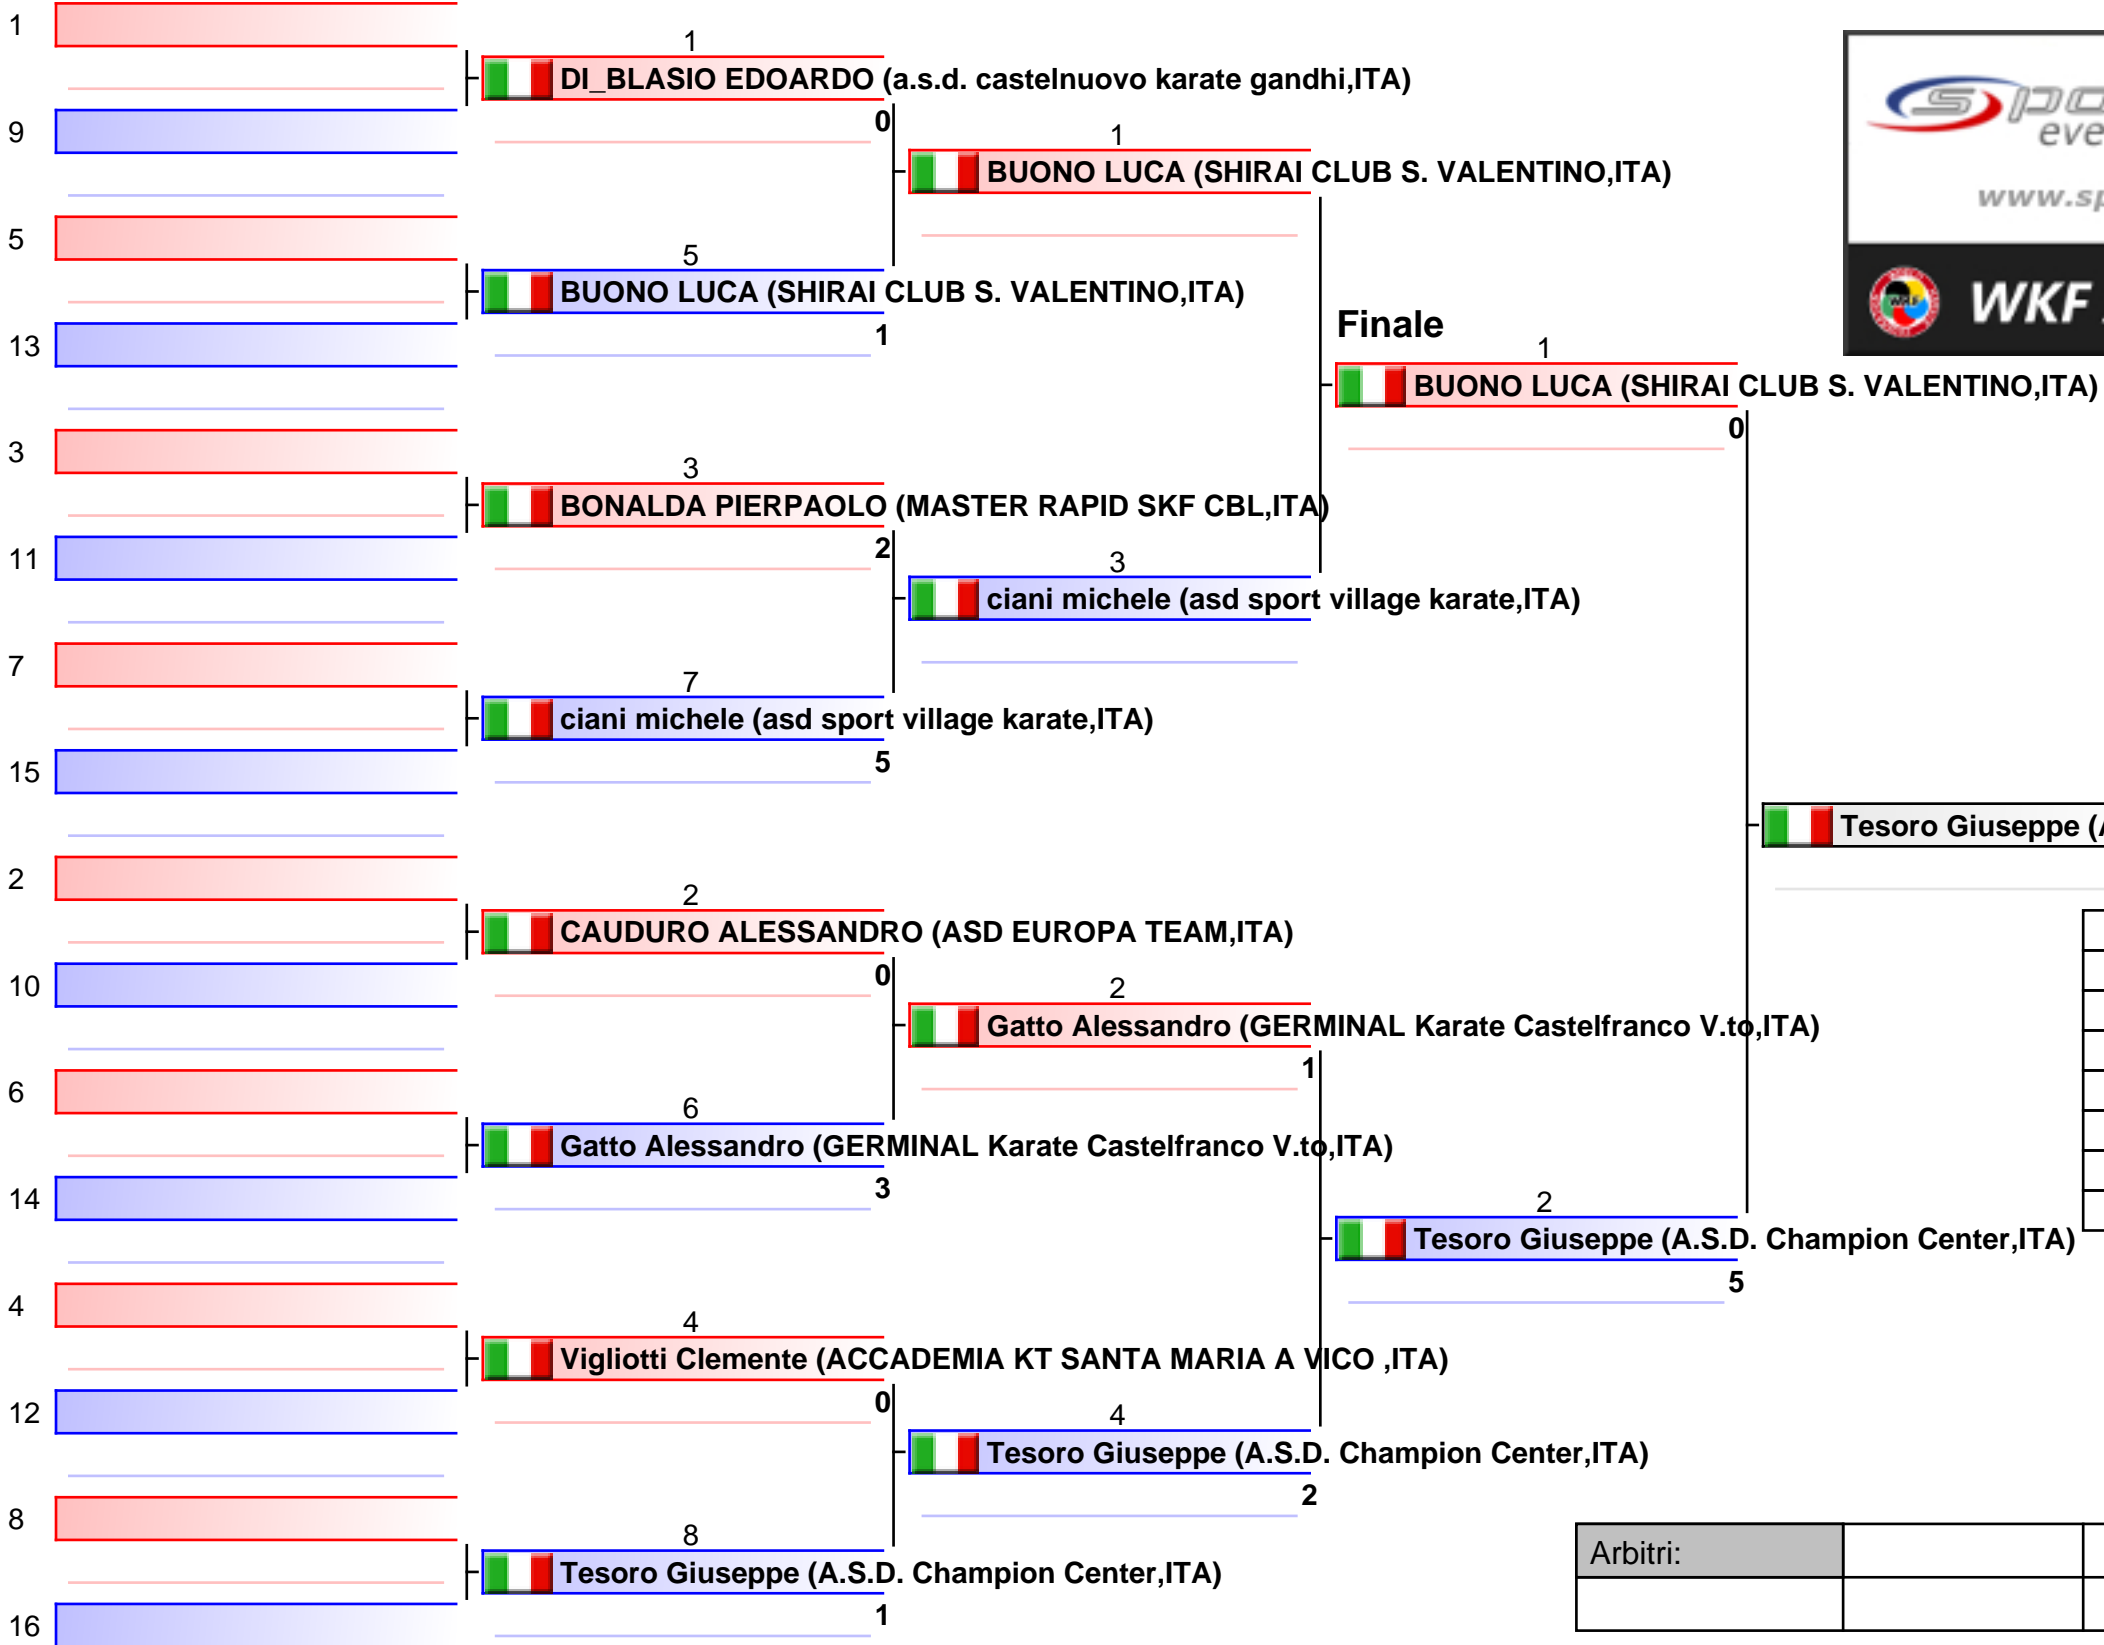 1
9
5
13
3
11
7
15
2
10
6
14
4
12
8
16
1
DI_BLASIO EDOARDO (a.s.d. castelnuovo karate gandhi,ITA)
0
5
BUONO LUCA (SHIRAI CLUB S. VALENTINO,ITA)
1
3
BONALDA PIERPAOLO (MASTER RAPID SKF CBL,ITA)
2
7
ciani michele (asd sport village karate,ITA)
5
2
CAUDURO ALESSANDRO (ASD EUROPA TEAM,ITA)
0
6
Gatto Alessandro (GERMINAL Karate Castelfranco V.to,ITA)
3
4
Vigliotti Clemente (ACCADEMIA KT SANTA MARIA A VICO ,ITA)
0
8
Tesoro Giuseppe (A.S.D. Champion Center,ITA)
1
1
BUONO LUCA (SHIRAI CLUB S. VALENTINO,ITA)
3
ciani michele (asd sport village karate,ITA)
2
Gatto Alessandro (GERMINAL Karate Castelfranco V.to,ITA)
1
4
Tesoro Giuseppe (A.S.D. Champion Center,ITA)
2
Finale
1
BUONO LUCA (SHIRAI CLUB S. VALENTINO,ITA)
0
2
Tesoro Giuseppe (A.S.D. Champion Center,ITA)
5
Tesoro Giuseppe (
www.sp
WKF
Arbitri: